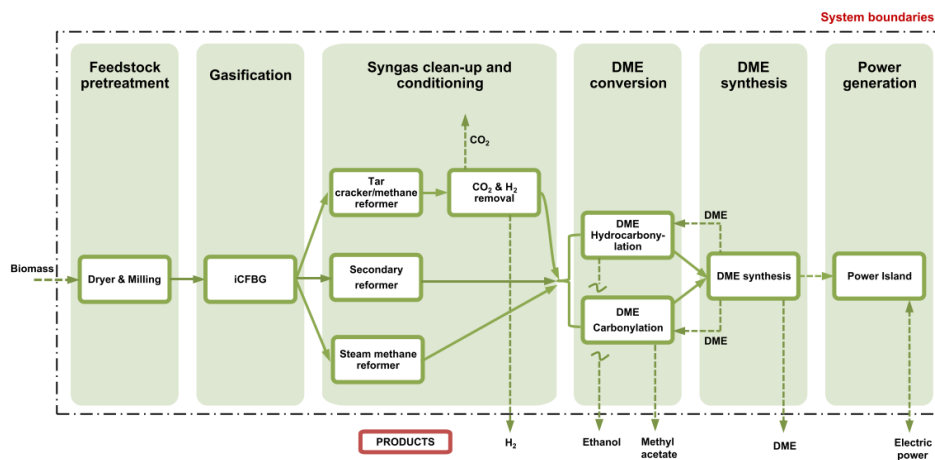 System boundaries
Feedstock
pretreatment
Gasification
Syngas clean-up and
conditioning
DME
conversion
DME
synthesis
Power
generation
CO₂
Tar
cracker/methane
reformer
CO₂ & H₂
removal
DME
Hydrocarbony-
lation
DME
Biomass
Dryer & Milling
iCFBG
Secondary
reformer
DME synthesis
Power Island
DME
Carbonylation
DME
Steam methane
reformer
PRODUCTS
H₂
Ethanol
Methyl
acetate
DME
Electric
power